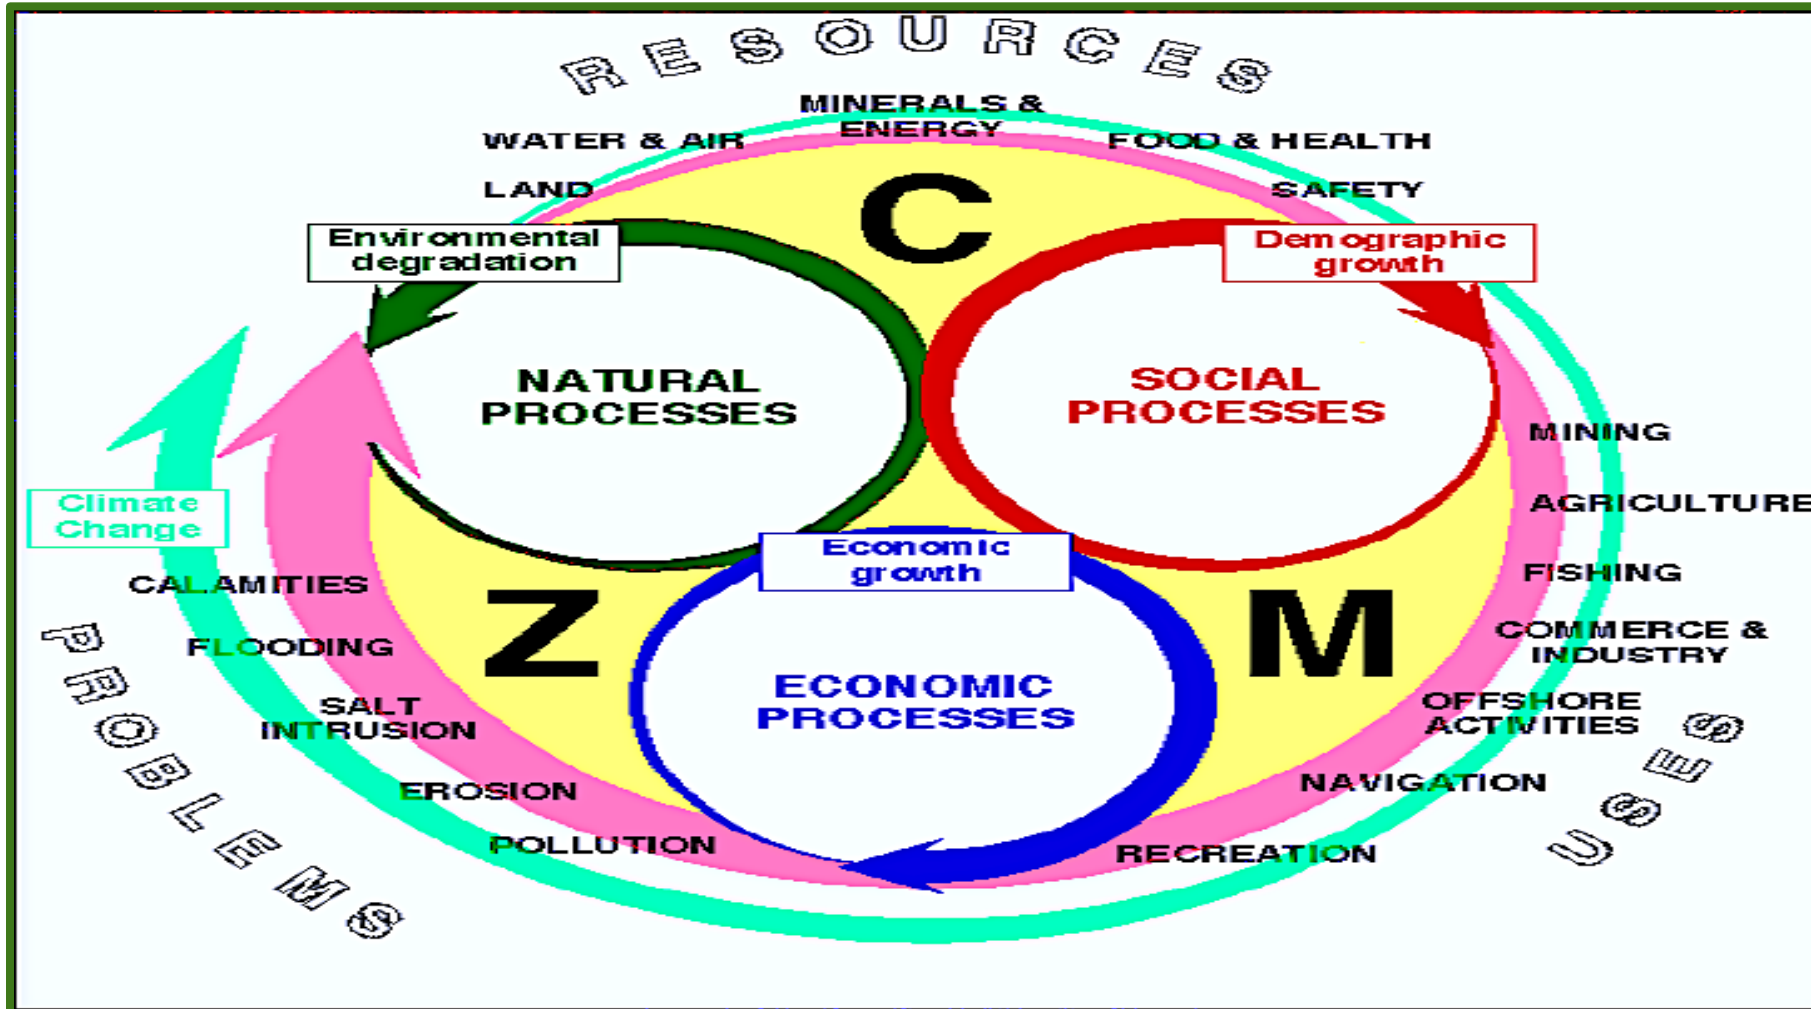 RESOURCES
MINERALS &
ENERGY
WATER & AIR
FOOD & HEALTH
LAND
SAFETY
C
Environmental
degradation
Demographic
growth
NATURAL
PROCESSES
SOCIAL
PROCESSES
MINING
AGRICULTURE
FISHING
COMMERCE &
INDUSTRY
OFFSHORE
ACTIVITIES
NAVIGATION
RECREATION
USES
Climate
Change
Economic
growth
Z
M
ECONOMIC
PROCESSES
CALAMITIES
FLOODING
SALT
INTRUSION
EROSION
POLLUTION
PROBLEMS